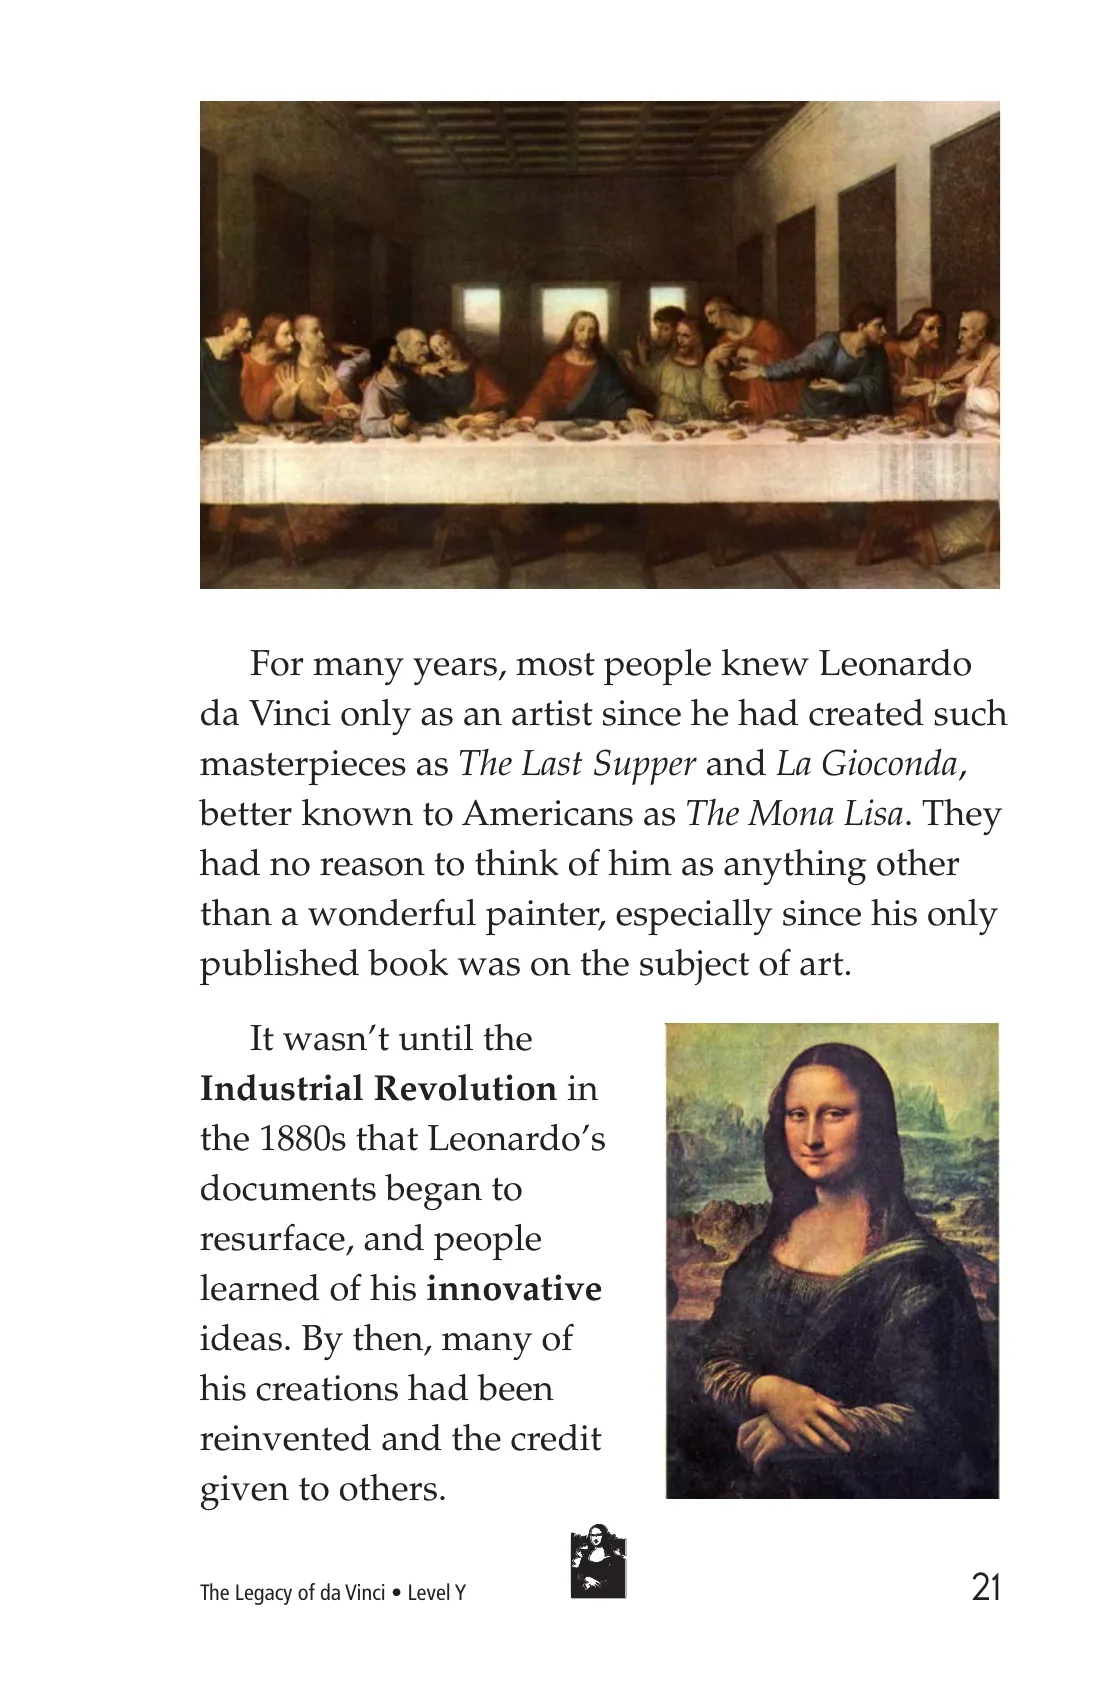 For many years, most people knew Leonardo
da Vinci only as an artist since he had created such
masterpieces as The Last Supper and La Gioconda,
better known to Americans as The Mona Lisa. They
had no reason to think of him as anything other
than a wonderful painter, especially since his only
published book was on the subject of art.
It wasn’t until the
Industrial Revolution in
the 1880s that Leonardo’s
documents began to
resurface, and people
learned of his innovative
ideas. By then, many of
his creations had been
reinvented and the credit
given to others.
The Legacy of da Vinci • Level Y
21